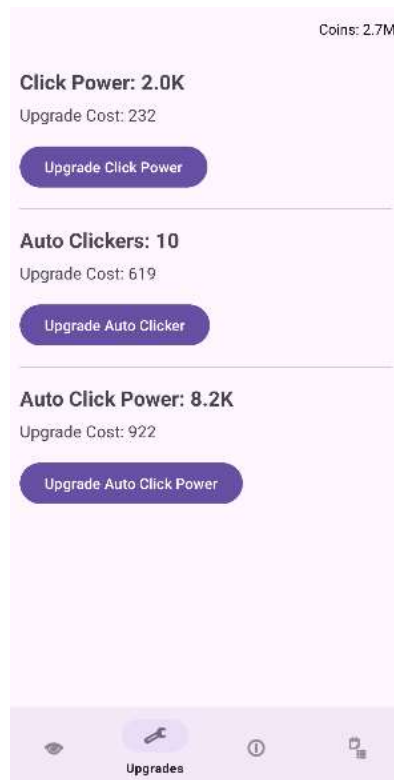 Coins: 2.7M
Click Power: 2.0K
Upgrade Cost: 232
Upgrade Click Power
Auto Clickers: 10
Upgrade Cost: 619
Upgrade Auto Clicker
Auto Click Power: 8.2K
Upgrade Cost: 922
Upgrade Auto Click Power
Upgrades